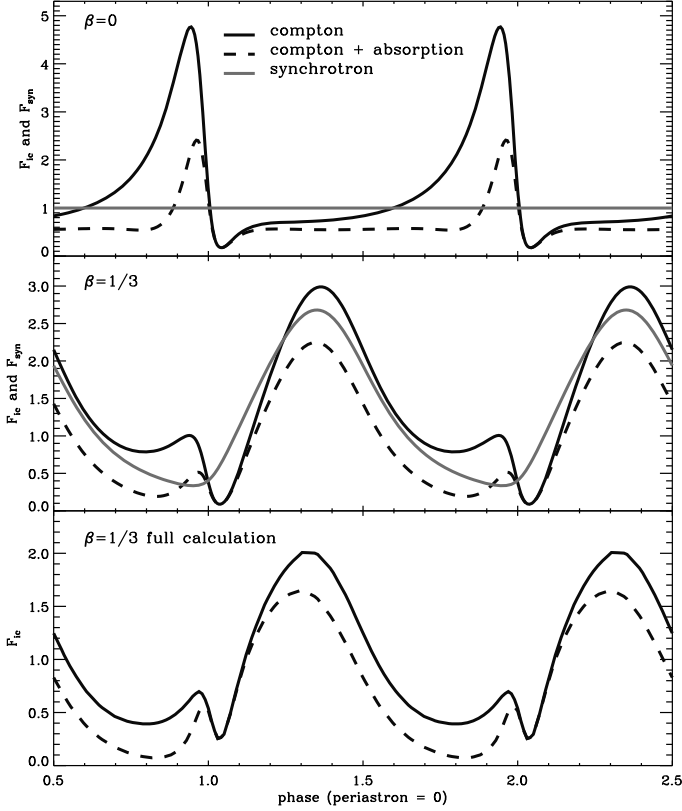 β=0
compton
compton + absorption
synchrotron
5
4
3
2
1
0
F_ic and F_syn
β=1/3
3.0
2.5
2.0
1.5
1.0
0.5
0.0
F_ic and F_syn
β=1/3 full calculation
2.0
1.5
1.0
0.5
0.0
F_ic
0.5 1.0 1.5 2.0 2.5
phase (periastron = 0)